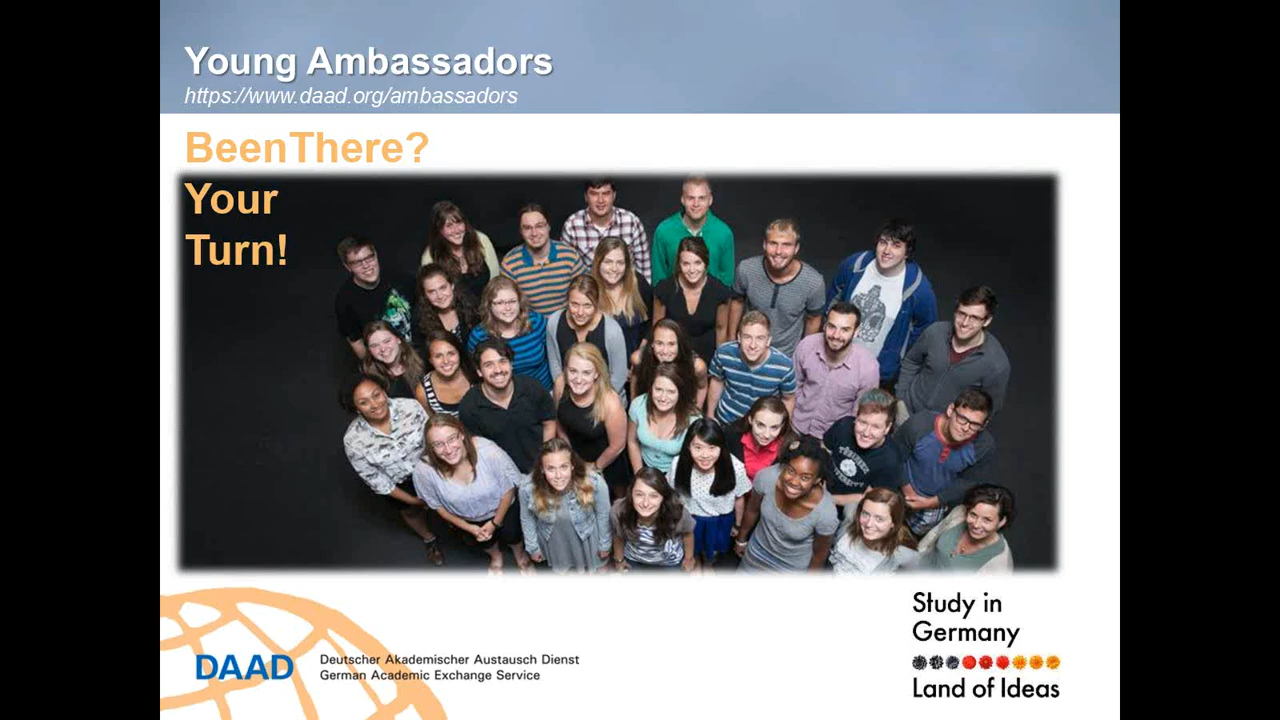 Young Ambassadors
https://www.daad.org/ambassadors
BeenThere?
Your
Turn!
DAAD
Deutscher Akademischer Austausch Dienst
German Academic Exchange Service
Study in
Germany
Land of Ideas